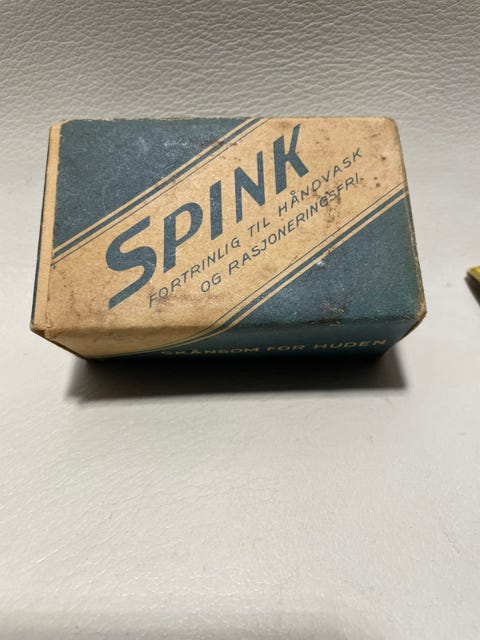 SPINK
FORTRINLIG TIL HÅNDVASK
OG RASJONERINGSFRI.
SKÅNSOM FOR HUDEN